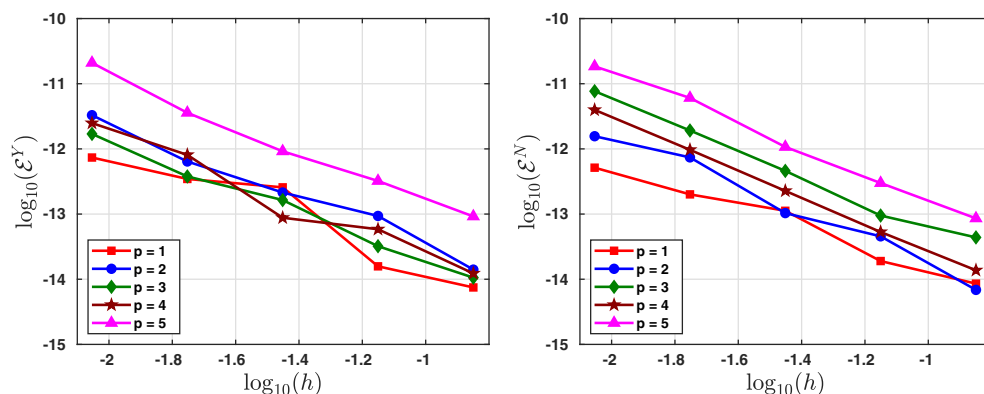 -10
-11
-12
-13
-14
-15
log10(ℰ^Y)
p = 1
p = 2
p = 3
p = 4
p = 5
-2 -1.8 -1.6 -1.4 -1.2 -1
log10(h)
-10
-11
-12
-13
-14
-15
log10(ℰ^N)
p = 1
p = 2
p = 3
p = 4
p = 5
-2 -1.8 -1.6 -1.4 -1.2 -1
log10(h)